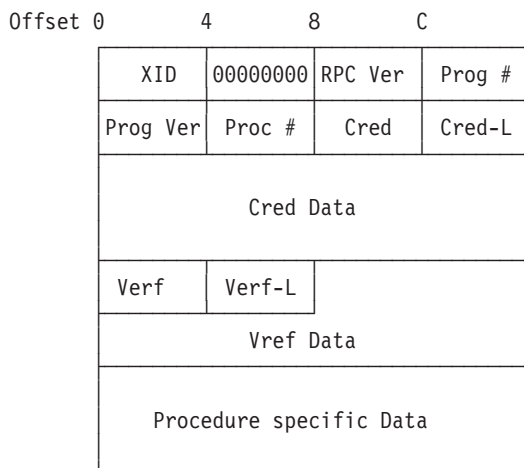 Offset 0 4 8 C
XID 00000000 RPC Ver Prog #
Prog Ver Proc # Cred Cred-L
Cred Data
Verf Verf-L
Vref Data
Procedure specific Data